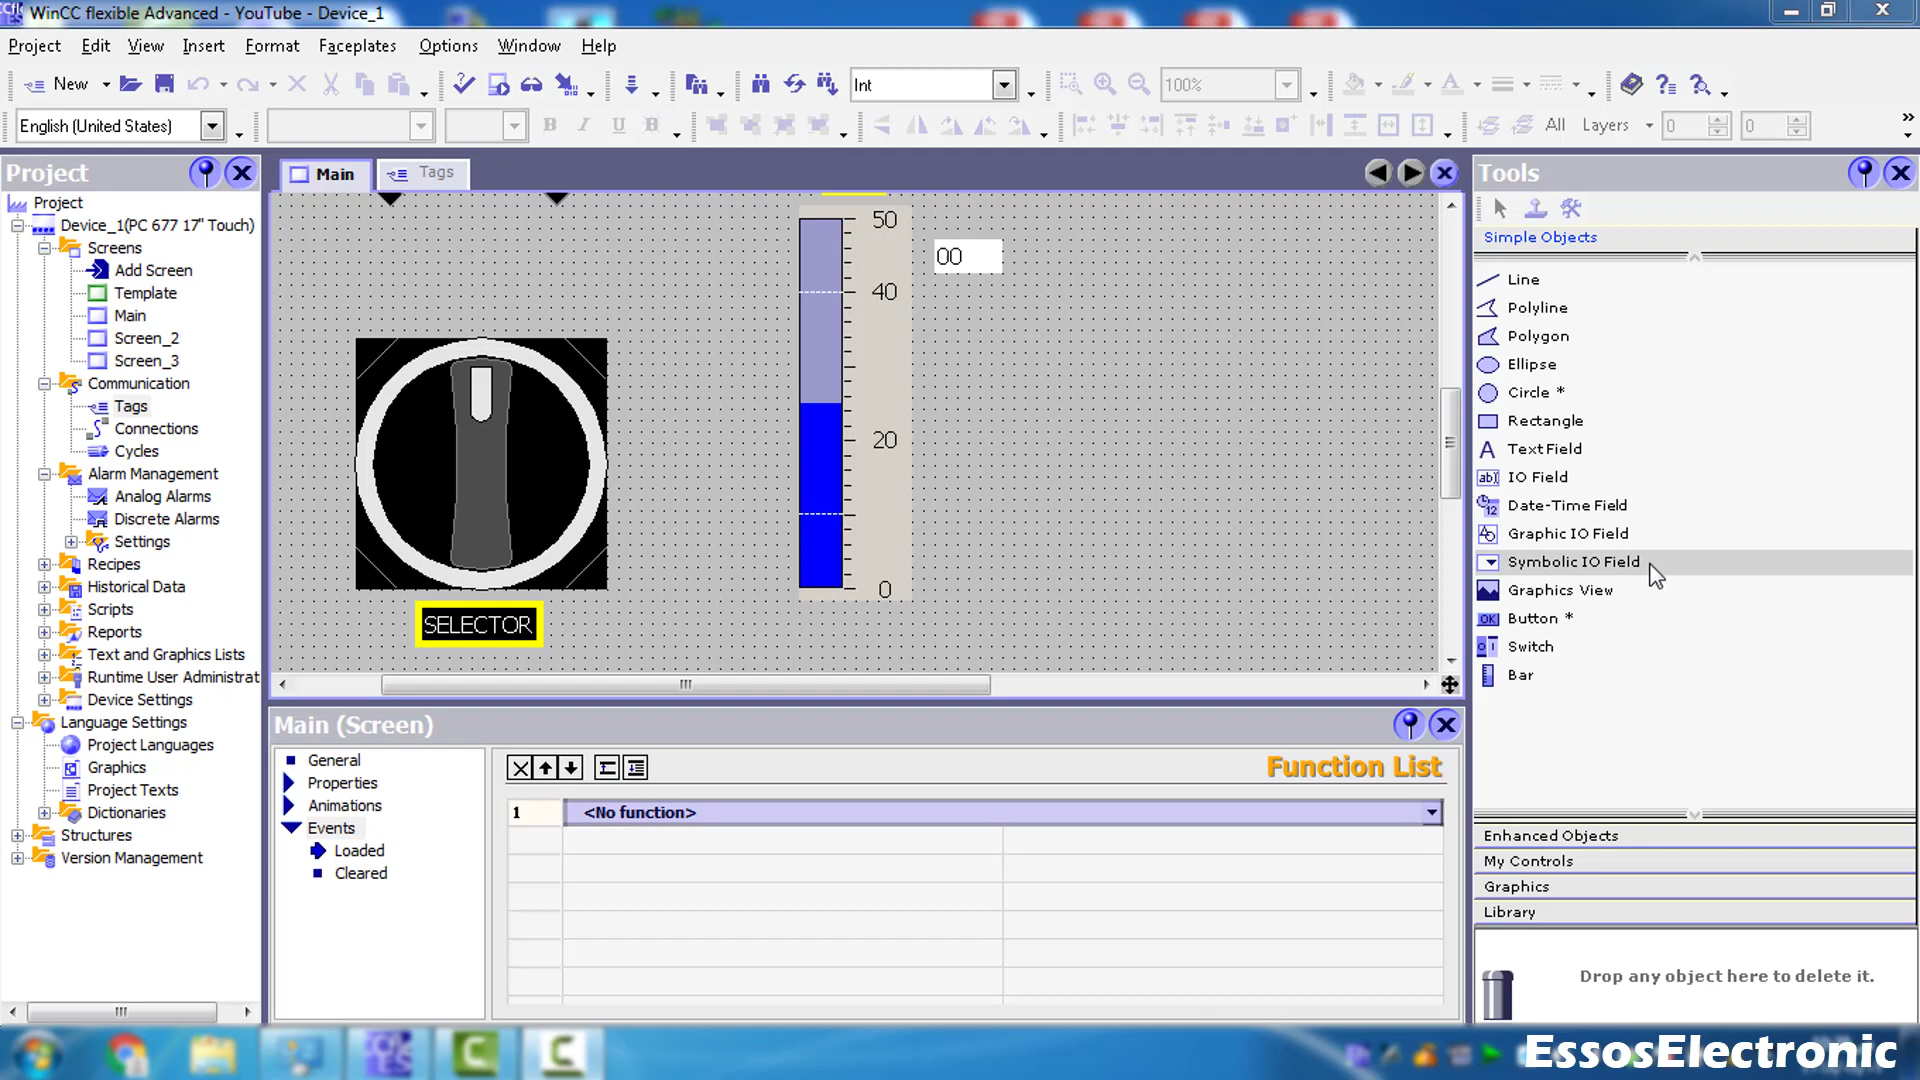 WinCC flexible Advanced - YouTube - Device_1
Project Edit View Insert Format Faceplates Options Window Help
New Int 100%
English (United States) All Layers 0 0
Project
Project
Device_1(PC 677 17" Touch)
Screens
Add Screen
Template
Main
Screen_2
Screen_3
Communication
Tags
Connections
Cycles
Alarm Management
Analog Alarms
Discrete Alarms
Settings
Recipes
Historical Data
Scripts
Reports
Text and Graphics Lists
Runtime User Administrat
Device Settings
Language Settings
Project Languages
Graphics
Project Texts
Dictionaries
Structures
Version Management
Main Tags
50
40
20
0
00
SELECTOR
Main (Screen)
General
Properties
Animations
Events
Loaded
Cleared
Function List
1 <No function>
Tools
Simple Objects
Line
Polyline
Polygon
Ellipse
Circle *
Rectangle
Text Field
IO Field
Date-Time Field
Graphic IO Field
Symbolic IO Field
Graphics View
Button *
Switch
Bar
Enhanced Objects
My Controls
Graphics
Library
Drop any object here to delete it.
EssosElectronic